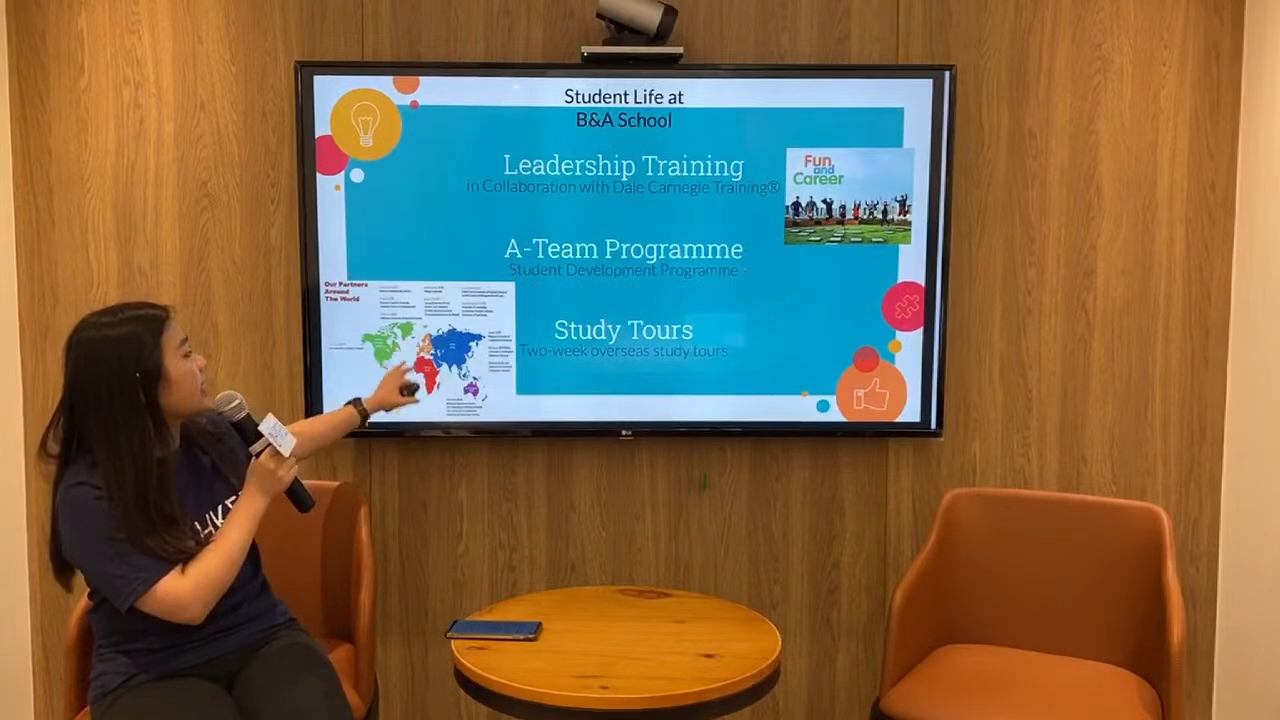 Student Life at
B&A School
Leadership Training
in Collaboration with Dale Carnegie Training®
Fun
and
Career
A-Team Programme
Student Development Programme -
Our Partners
Around
The World
Study Tours
Two-week overseas study tours
LG